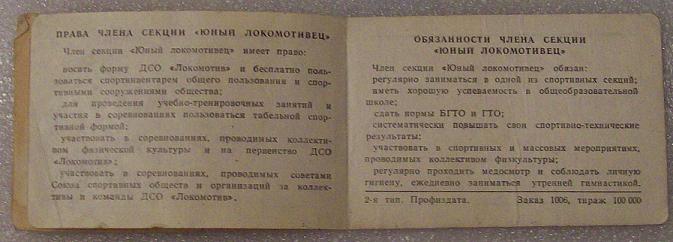 ПРАВА ЧЛЕНА СЕКЦИИ «ЮНЫЙ ЛОКОМОТИВЕЦ»
Член секции «Юный локомотивец» имеет право:
носить форму ДСО «Локомотив» и бесплатно поль-
зоваться спортинвентарем общего пользования и спор-
тивными сооружениями общества;
для проведения учебно-тренировочных занятий и
участия в соревнованиях пользоваться табельной спор-
тивной формой;
участвовать в соревнованиях, проводимых коллекти-
вом физической культуры и на первенство ДСО
«Локомотив»;
участвовать в соревнованиях, проводимых советами
Союза спортивных обществ и организаций за коллек-
тивы и команды ДСО «Локомотив».
ОБЯЗАННОСТИ ЧЛЕНА СЕКЦИИ
«ЮНЫЙ ЛОКОМОТИВЕЦ»
Член секции «Юный локомотивец» обязан:
регулярно заниматься в одной из спортивных секций;
иметь хорошую успеваемость в общеобразовательной
школе;
сдать нормы БГТО и ГТО;
систематически повышать свои спортивно-технические
результаты;
участвовать в спортивных и массовых мероприятиях,
проводимых коллективом физкультуры;
регулярно проходить медосмотр и соблюдать личную
гигиену, ежедневно заниматься утренней гимнастикой.
2-я тип. Профиздата. Заказ 1006, тираж 100 000